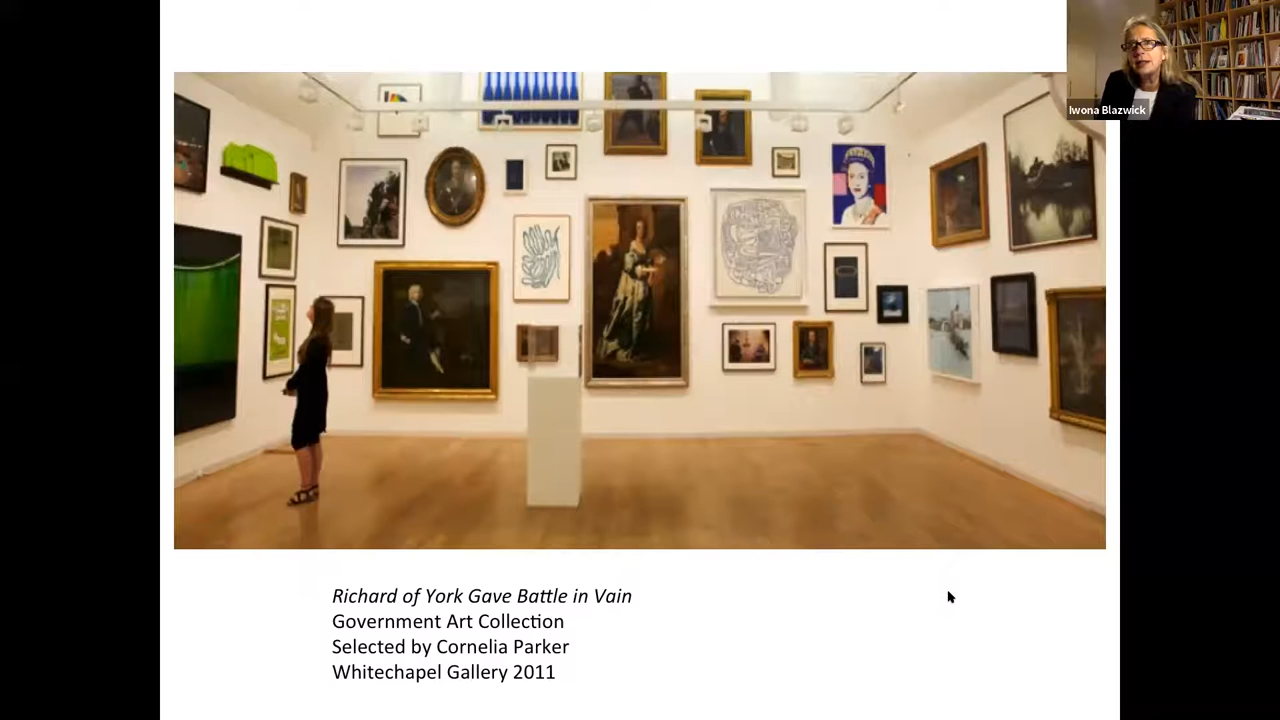 Iwona Blazwick
Richard of York Gave Battle in Vain
Government Art Collection
Selected by Cornelia Parker
Whitechapel Gallery 2011